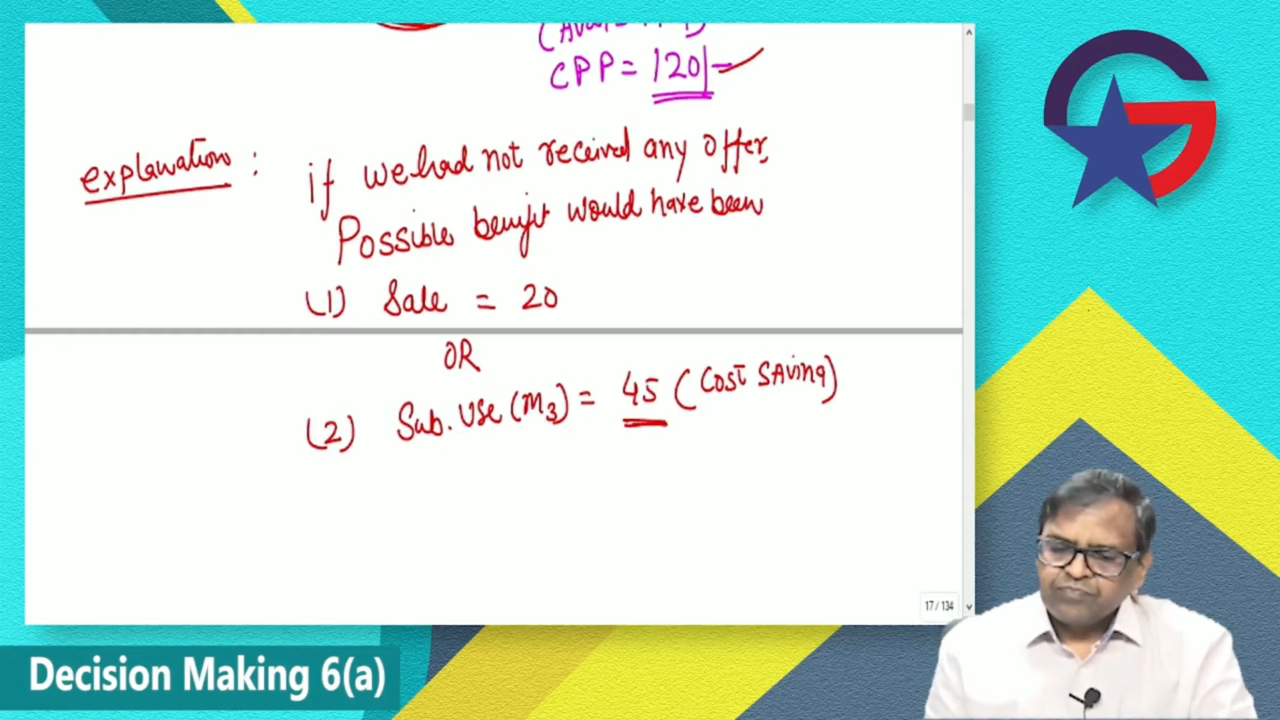 CPP = 120/-
Explanation : if we had not received any offer,
Possible benefit would have been
(1) Sale = 20
OR
(2) Sub. Use (M3) = 45 (Cost Saving)
17 / 134
Decision Making 6(a)